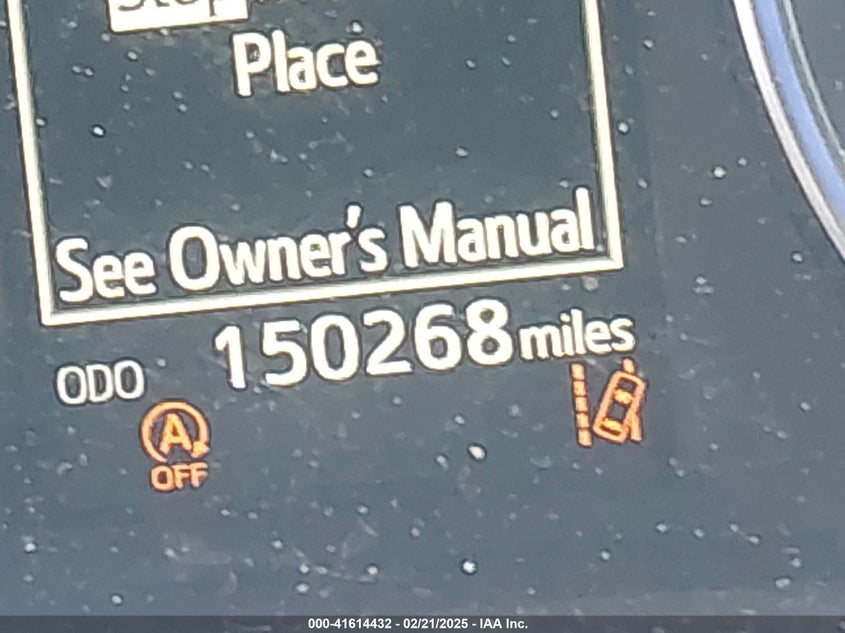 Place
See Owner's Manual
ODO 150268 miles
A
OFF
000-41614432 - 02/21/2025 - IAA Inc.